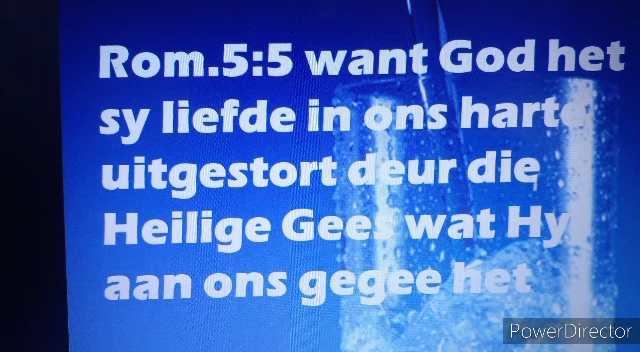 Rom.5:5 want God het
sy liefde in ons harte
uitgestort deur die
Heilige Gees wat Hy
aan ons gegee het
PowerDirector